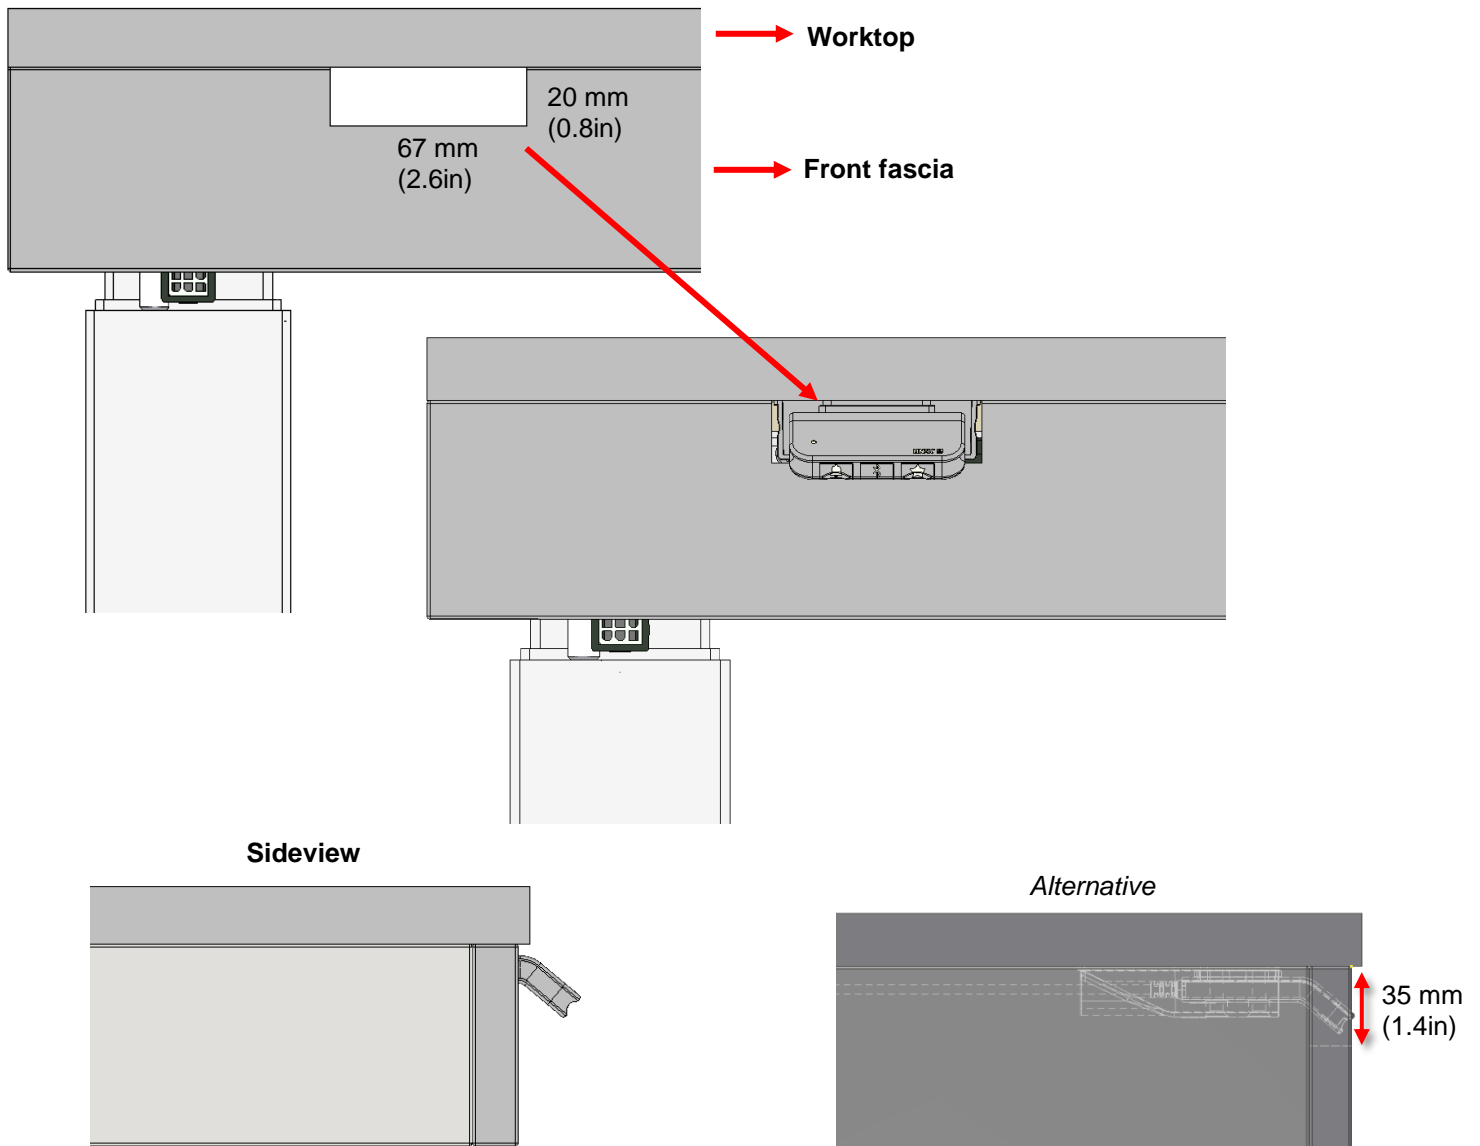 Worktop
20 mm
(0.8in)
67 mm
(2.6in)
Front fascia
Sideview
Alternative
35 mm
(1.4in)